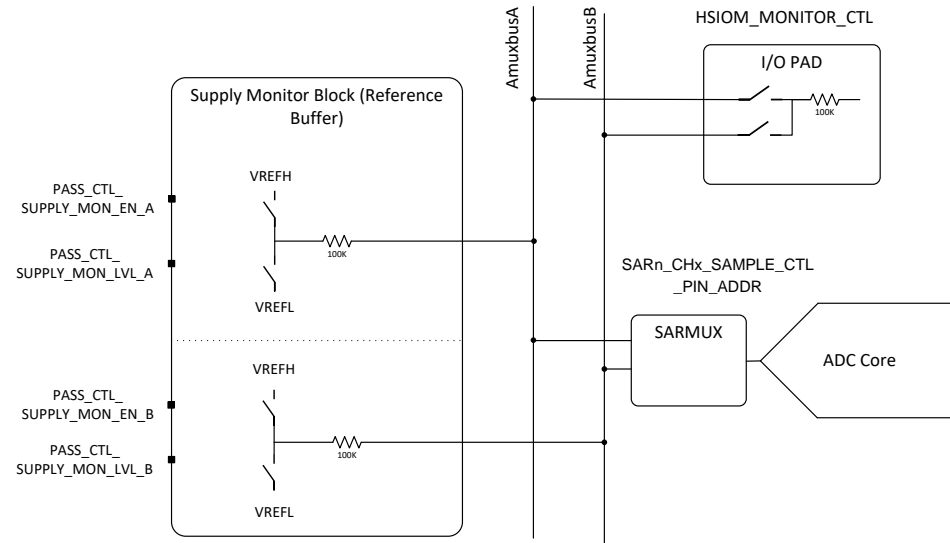 AmuxbusA
AmuxbusB
HSIOM_MONITOR_CTL
I/O PAD
100K
Supply Monitor Block (Reference
Buffer)
PASS_CTL_
SUPPLY_MON_EN_A
PASS_CTL_
SUPPLY_MON_LVL_A
VREFH
100K
VREFL
SARn_CHx_SAMPLE_CTL
_PIN_ADDR
SARMUX
ADC Core
PASS_CTL_
SUPPLY_MON_EN_B
PASS_CTL_
SUPPLY_MON_LVL_B
VREFH
100K
VREFL